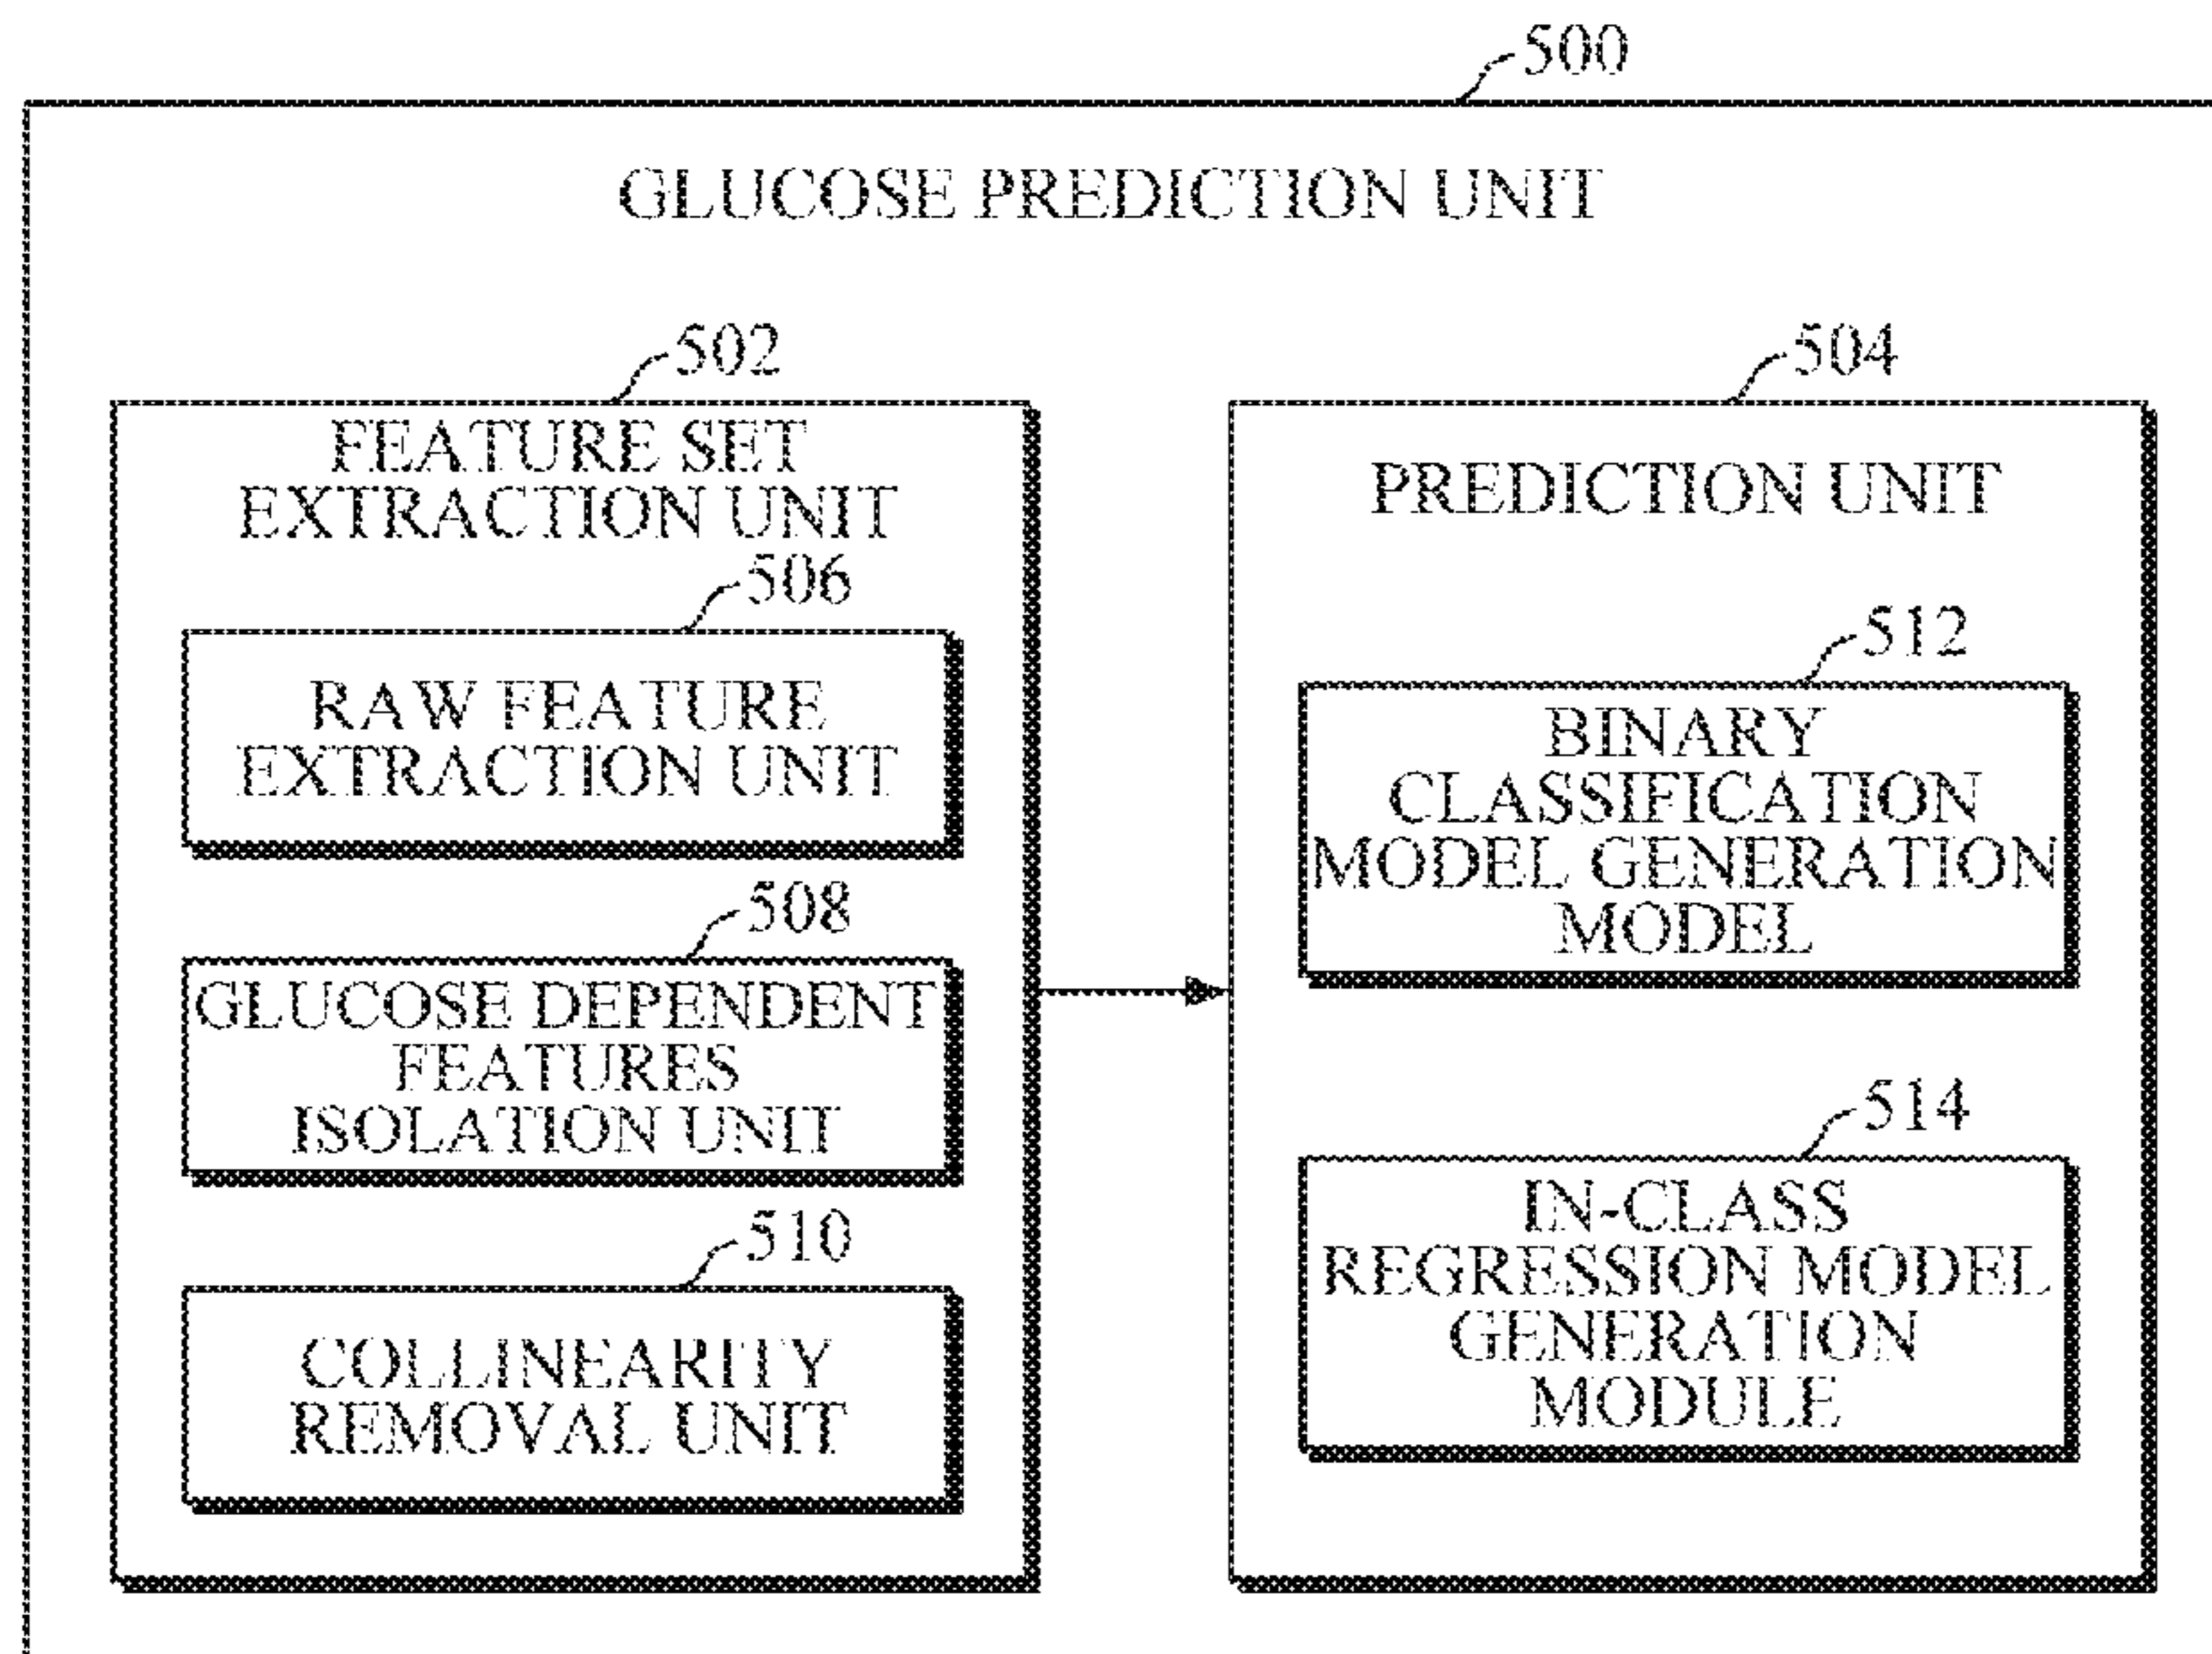 500
GLUCOSE PREDICTION UNIT
502
FEATURE SET
EXTRACTION UNIT
506
RAW FEATURE
EXTRACTION UNIT
508
GLUCOSE DEPENDENT
FEATURES
ISOLATION UNIT
510
COLLINEARITY
REMOVAL UNIT
504
PREDICTION UNIT
512
BINARY
CLASSIFICATION
MODEL GENERATION
MODEL
514
IN-CLASS
REGRESSION MODEL
GENERATION
MODULE